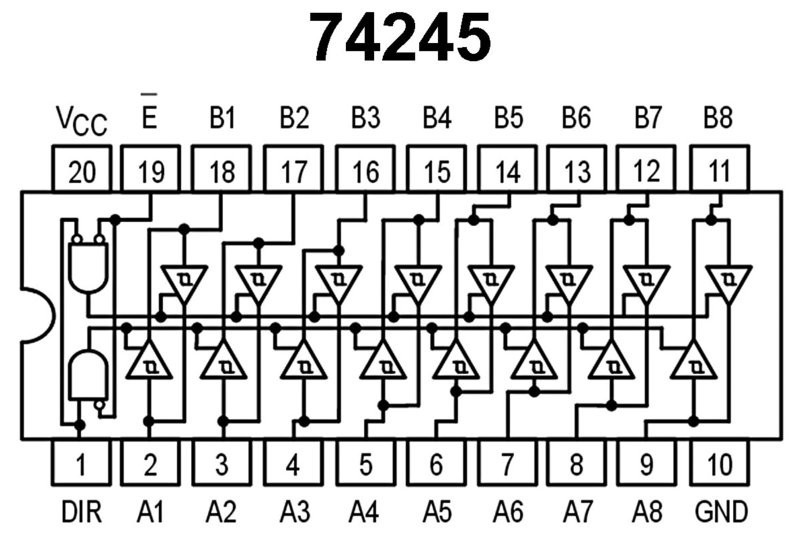 74245
VCC E̅ B1 B2 B3 B4 B5 B6 B7 B8
20 19 18 17 16 15 14 13 12 11
1 2 3 4 5 6 7 8 9 10
DIR A1 A2 A3 A4 A5 A6 A7 A8 GND